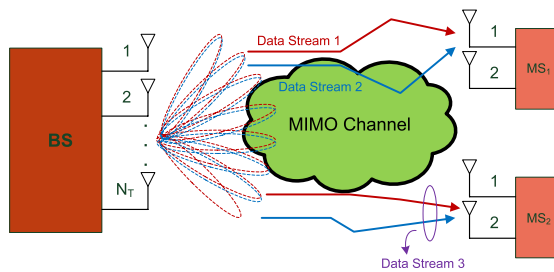 BS
1
2
N_T
Data Stream 1
Data Stream 2
MIMO Channel
1
2
MS₁
1
2
MS₂
Data Stream 3